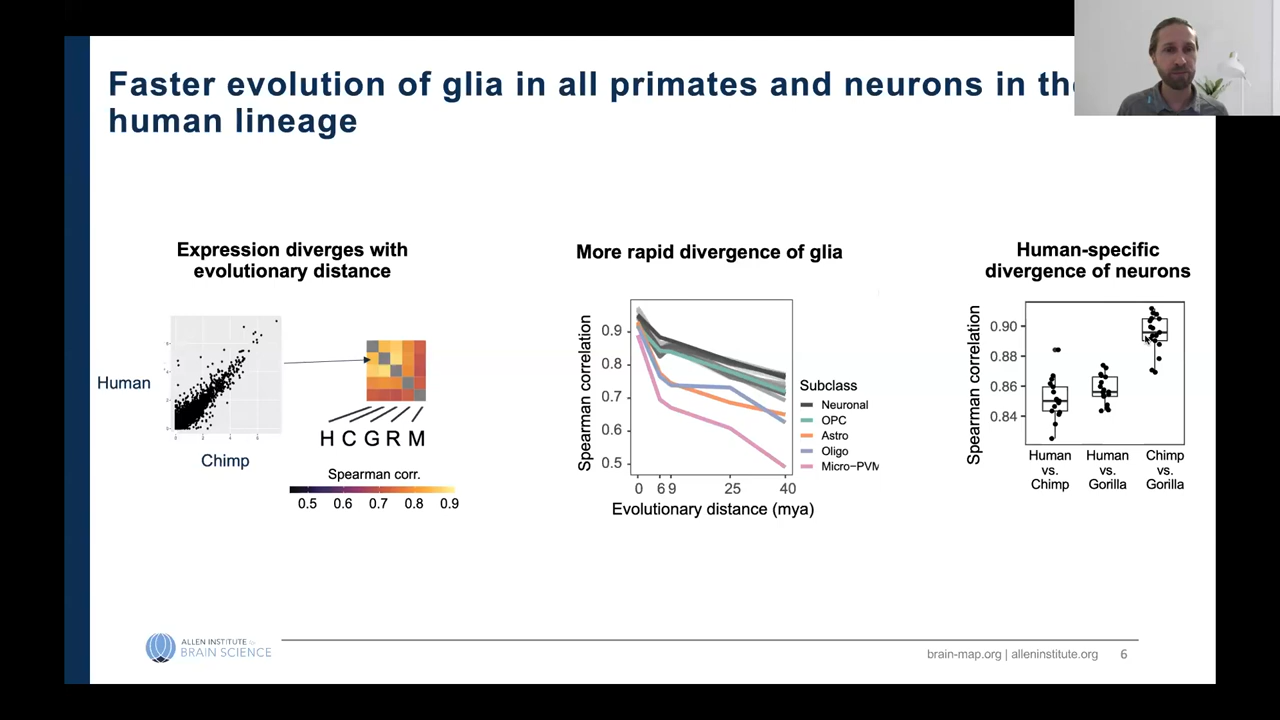 Faster evolution of glia in all primates and neurons in the
human lineage
Expression diverges with
evolutionary distance
Human
Chimp
H C G R M
Spearman corr.
0.5 0.6 0.7 0.8 0.9
More rapid divergence of glia
Spearman correlation
0.9
0.8
0.7
0.6
0.5
0 6 9 25 40
Evolutionary distance (mya)
Subclass
Neuronal
OPC
Astro
Oligo
Micro-PVM
Human-specific
divergence of neurons
Spearman correlation
0.90
0.88
0.86
0.84
Human
vs.
Chimp
Human
vs.
Gorilla
Chimp
vs.
Gorilla
ALLEN INSTITUTE for
BRAIN SCIENCE
brain-map.org | alleninstitute.org 6